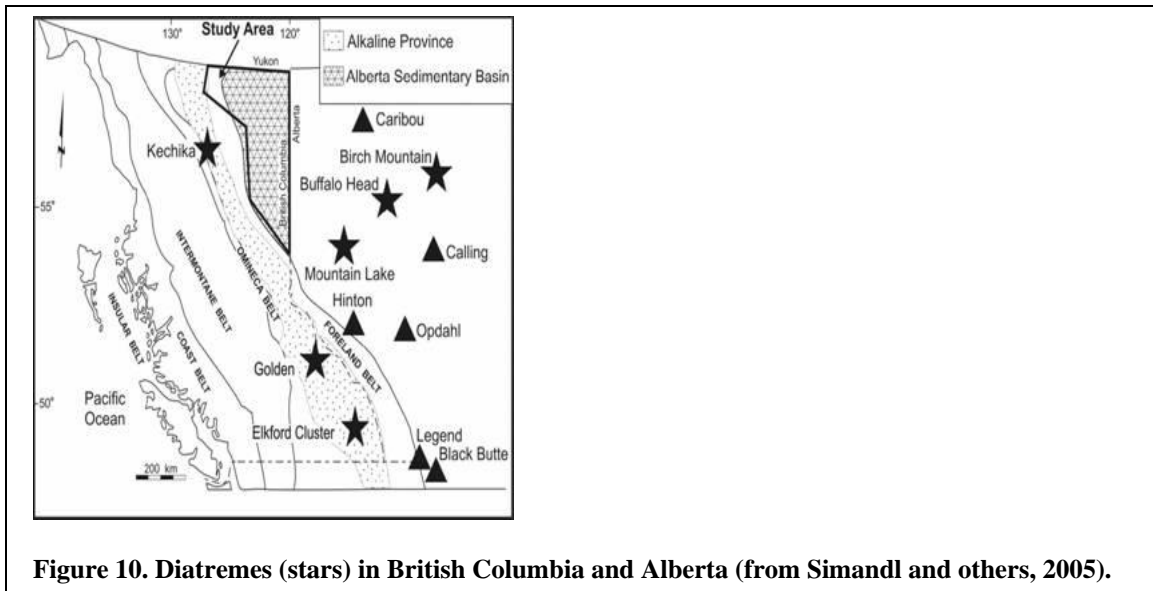 130°
120°
Study Area
Alkaline Province
Alberta Sedimentary Basin
Yukon
British Columbia
Alberta
Caribou
Kechika
Birch Mountain
Buffalo Head
N
55°
INTERMONTANE BELT
OMINECA BELT
Calling
Mountain Lake
Hinton
INSULAR BELT
COAST BELT
FORELAND BELT
Opdahl
Golden
Pacific
Ocean
50°
Elkford Cluster
Legend
Black Butte
200 km
Figure 10. Diatremes (stars) in British Columbia and Alberta (from Simandl and others, 2005).